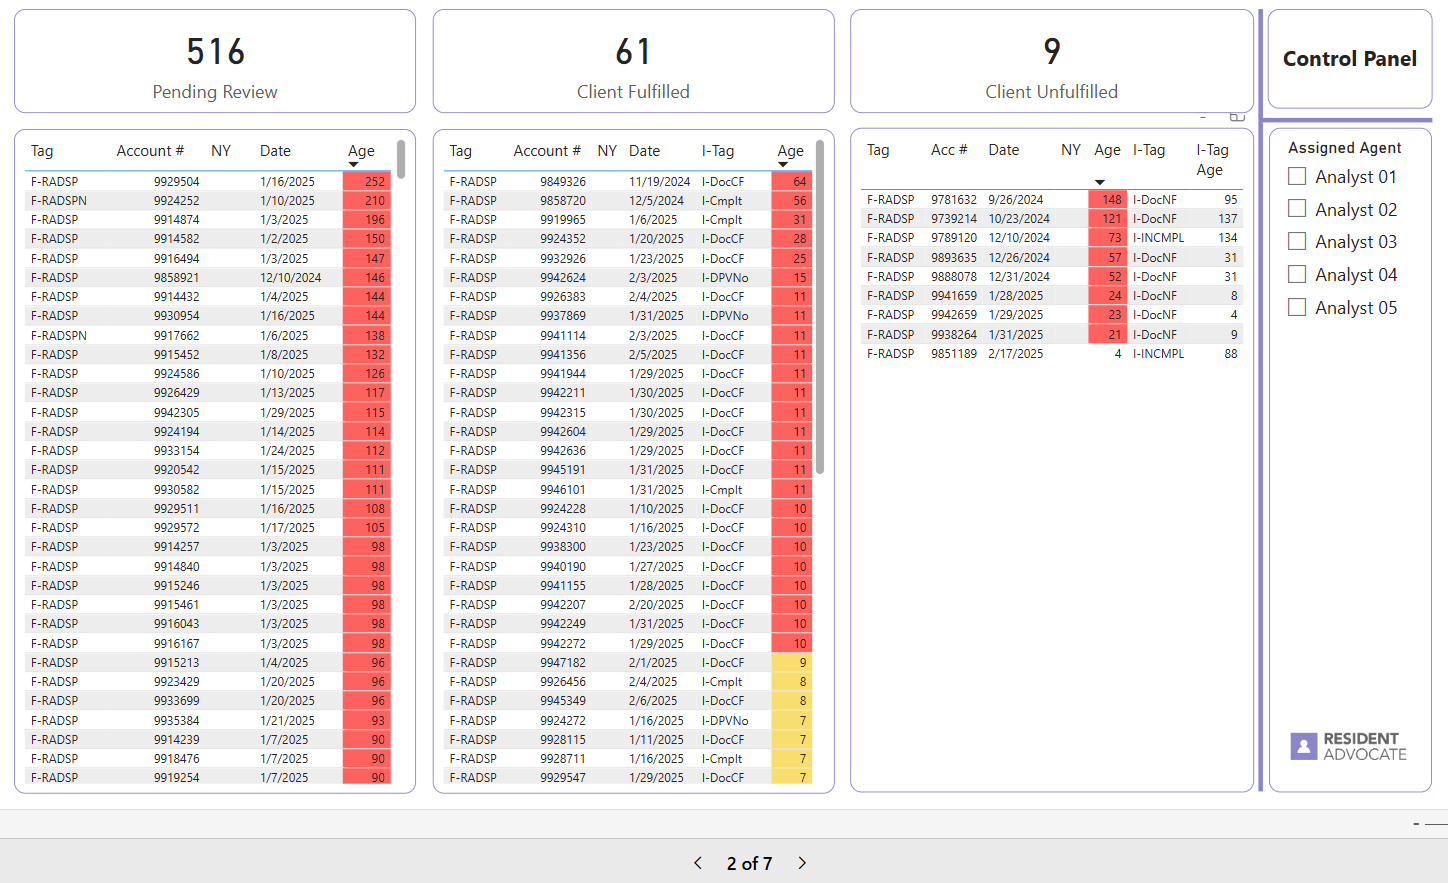 516
Pending Review
61
Client Fulfilled
9
Client Unfulfilled
Control Panel
Tag Account # NY Date Age
F-RADSP 9929504 1/16/2025 252
F-RADSPN 9924252 1/10/2025 210
F-RADSP 9914874 1/3/2025 196
F-RADSP 9914582 1/2/2025 150
F-RADSP 9916494 1/3/2025 147
F-RADSP 9858921 12/10/2024 146
F-RADSP 9914432 1/4/2025 144
F-RADSP 9930954 1/16/2025 144
F-RADSPN 9917662 1/6/2025 138
F-RADSP 9915452 1/8/2025 132
F-RADSP 9924586 1/10/2025 126
F-RADSP 9926429 1/13/2025 117
F-RADSP 9942305 1/29/2025 115
F-RADSP 9924194 1/14/2025 114
F-RADSP 9933154 1/24/2025 112
F-RADSP 9920542 1/15/2025 111
F-RADSP 9930582 1/15/2025 111
F-RADSP 9929511 1/16/2025 108
F-RADSP 9929572 1/17/2025 105
F-RADSP 9914257 1/3/2025 98
F-RADSP 9914840 1/3/2025 98
F-RADSP 9915246 1/3/2025 98
F-RADSP 9915461 1/3/2025 98
F-RADSP 9916043 1/3/2025 98
F-RADSP 9916167 1/3/2025 98
F-RADSP 9915213 1/4/2025 96
F-RADSP 9923429 1/20/2025 96
F-RADSP 9933699 1/20/2025 96
F-RADSP 9935384 1/21/2025 93
F-RADSP 9914239 1/7/2025 90
F-RADSP 9918476 1/7/2025 90
F-RADSP 9919254 1/7/2025 90
Tag Account # NY Date I-Tag Age
F-RADSP 9849326 11/19/2024 I-DocCF 64
F-RADSP 9858720 12/5/2024 I-Cmplt 56
F-RADSP 9919965 1/6/2025 I-Cmplt 31
F-RADSP 9924352 1/20/2025 I-DocCF 28
F-RADSP 9932926 1/23/2025 I-DocCF 25
F-RADSP 9942624 2/3/2025 I-DPVNo 15
F-RADSP 9926383 2/4/2025 I-DocCF 11
F-RADSP 9937869 1/31/2025 I-DPVNo 11
F-RADSP 9941114 2/3/2025 I-DocCF 11
F-RADSP 9941356 2/5/2025 I-DocCF 11
F-RADSP 9941944 1/29/2025 I-DocCF 11
F-RADSP 9942211 1/30/2025 I-DocCF 11
F-RADSP 9942315 1/30/2025 I-DocCF 11
F-RADSP 9942604 1/29/2025 I-DocCF 11
F-RADSP 9942636 1/29/2025 I-DocCF 11
F-RADSP 9945191 1/31/2025 I-DocCF 11
F-RADSP 9946101 1/31/2025 I-Cmplt 11
F-RADSP 9924228 1/10/2025 I-DocCF 10
F-RADSP 9924310 1/16/2025 I-DocCF 10
F-RADSP 9938300 1/23/2025 I-DocCF 10
F-RADSP 9940190 1/27/2025 I-DocCF 10
F-RADSP 9941155 1/28/2025 I-DocCF 10
F-RADSP 9942207 2/20/2025 I-DocCF 10
F-RADSP 9942249 1/31/2025 I-DocCF 10
F-RADSP 9942272 1/29/2025 I-DocCF 10
F-RADSP 9947182 2/1/2025 I-DocCF 9
F-RADSP 9926456 2/4/2025 I-Cmplt 8
F-RADSP 9945349 2/6/2025 I-DocCF 8
F-RADSP 9924272 1/16/2025 I-DPVNo 7
F-RADSP 9928115 1/11/2025 I-DocCF 7
F-RADSP 9928711 1/16/2025 I-Cmplt 7
F-RADSP 9929547 1/29/2025 I-DocCF 7
Tag Acc # Date NY Age I-Tag I-Tag
Age
F-RADSP 9781632 9/26/2024 148 I-DocNF 95
F-RADSP 9739214 10/23/2024 121 I-DocNF 137
F-RADSP 9789120 12/10/2024 73 I-INCMPL 134
F-RADSP 9893635 12/26/2024 57 I-DocNF 31
F-RADSP 9888078 12/31/2024 52 I-DocNF 31
F-RADSP 9941659 1/28/2025 24 I-DocNF 8
F-RADSP 9942659 1/29/2025 23 I-DocNF 4
F-RADSP 9938264 1/31/2025 21 I-DocNF 9
F-RADSP 9851189 2/17/2025 4 I-INCMPL 88
Assigned Agent
Analyst 01
Analyst 02
Analyst 03
Analyst 04
Analyst 05
RESIDENT
ADVOCATE
2 of 7